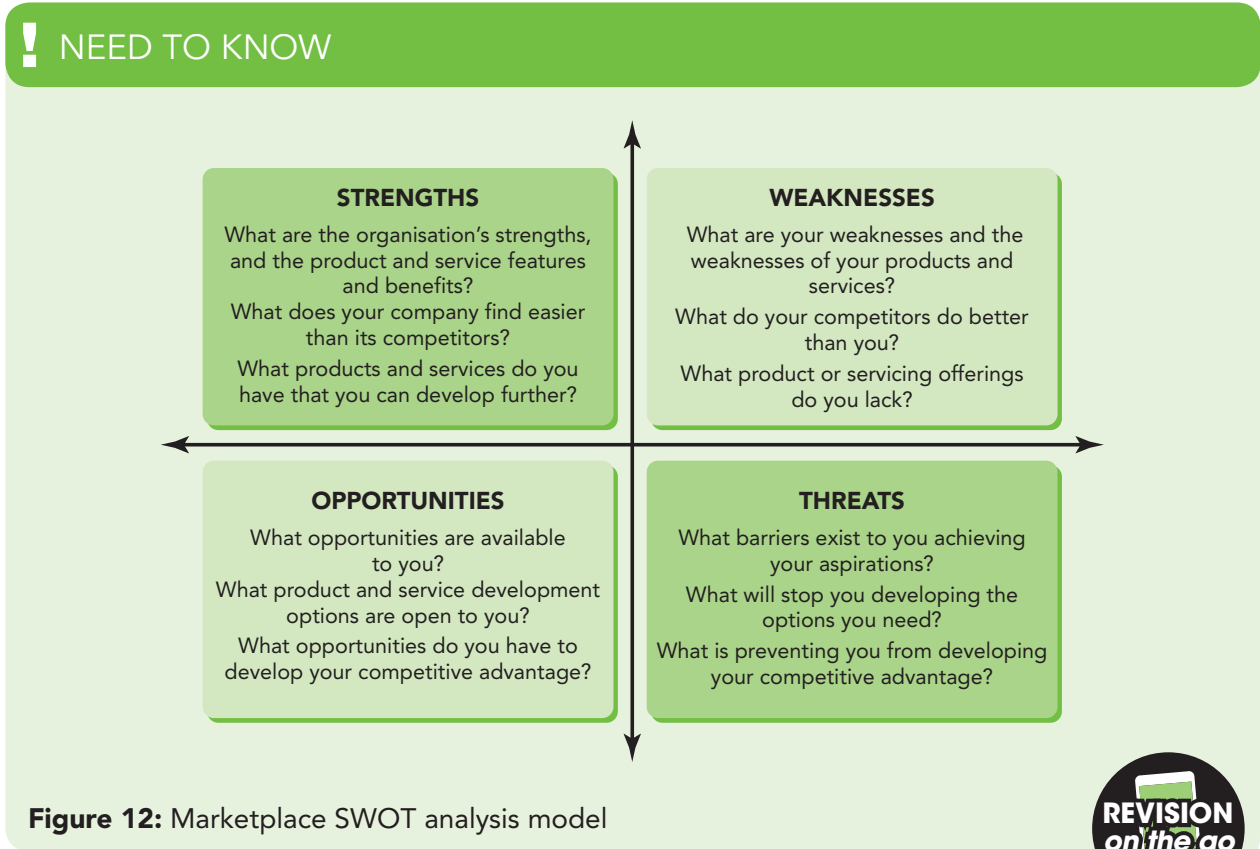 ! NEED TO KNOW
STRENGTHS
What are the organisation's strengths,
and the product and service features
and benefits?
What does your company find easier
than its competitors?
What products and services do you
have that you can develop further?
WEAKNESSES
What are your weaknesses and the
weaknesses of your products and
services?
What do your competitors do better
than you?
What product or servicing offerings
do you lack?
OPPORTUNITIES
What opportunities are available
to you?
What product and service development
options are open to you?
What opportunities do you have to
develop your competitive advantage?
THREATS
What barriers exist to you achieving
your aspirations?
What will stop you developing the
options you need?
What is preventing you from developing
your competitive advantage?
Figure 12: Marketplace SWOT analysis model
REVISION
on the go